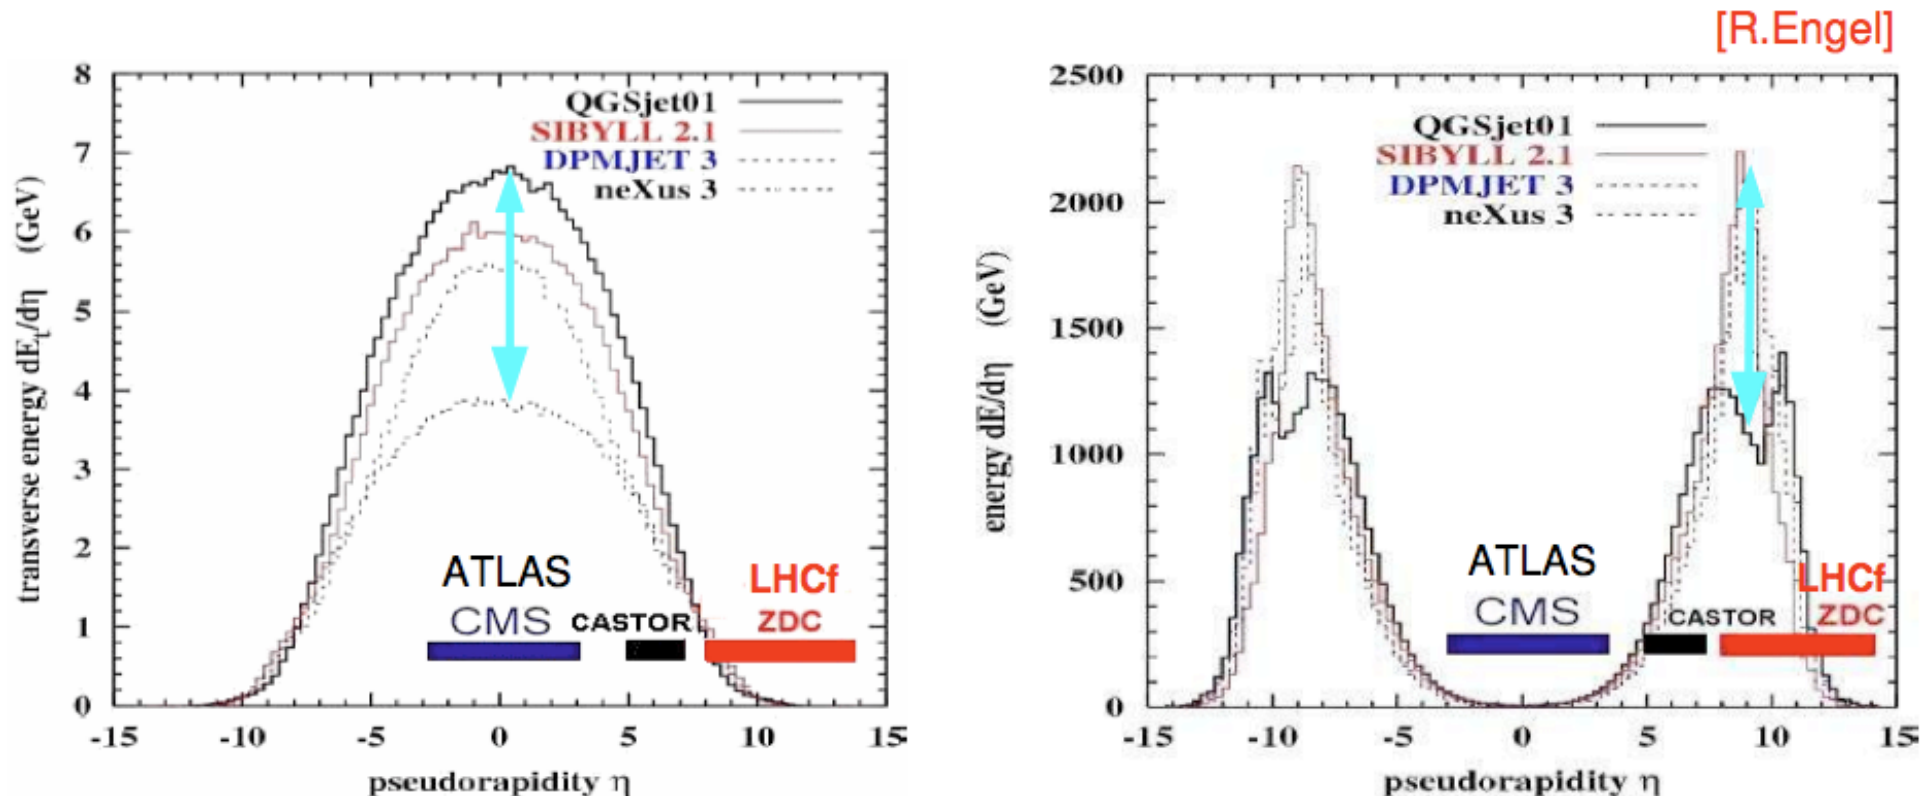 [R.Engel]
8
7
6
5
4
3
2
1
0
transverse energy dEt/dη (GeV)
QGSjet01
SIBYLL 2.1
DPMJET 3
neXus 3
ATLAS
CMS
CASTOR
LHCf
ZDC
-15
-10
-5
0
5
10
15
pseudorapidity η
2500
2000
1500
1000
500
0
energy dE/dη (GeV)
QGSjet01
SIBYLL 2.1
DPMJET 3
neXus 3
ATLAS
CMS
CASTOR
LHCf
ZDC
-15
-10
-5
0
5
10
15
pseudorapidity η